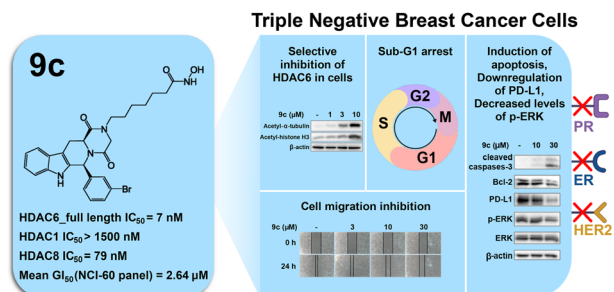 Triple Negative Breast Cancer Cells
9c
O
N
H
OH
O
N
N
O
N
H
Br
HDAC6_full length IC50 = 7 nM
HDAC1 IC50 > 1500 nM
HDAC8 IC50 = 79 nM
Mean GI50(NCI-60 panel) = 2.64 µM
Selective
inhibition of
HDAC6 in cells
9c (µM) - 1 3 10
Acetyl-α-tubulin
Acetyl-histone H3
β-actin
Sub-G1 arrest
G2
S
M
G1
Cell migration inhibition
9c (µM) - 3 10 30
0 h
24 h
Induction of
apoptosis,
Downregulation
of PD-L1,
Decreased levels
of p-ERK
9c (µM) - 10 30
cleaved
caspases-3
Bcl-2
PD-L1
p-ERK
ERK
β-actin
PR
ER
HER2